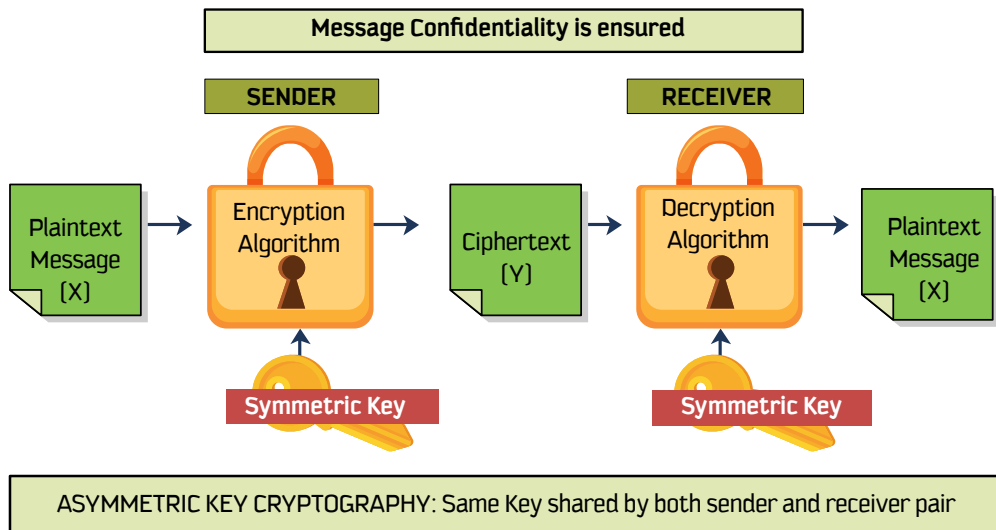 Message Confidentiality is ensured
SENDER
RECEIVER
Plaintext
Message
(X)
Encryption
Algorithm
Ciphertext
(Y)
Decryption
Algorithm
Plaintext
Message
(X)
Symmetric Key
Symmetric Key
ASYMMETRIC KEY CRYPTOGRAPHY: Same Key shared by both sender and receiver pair